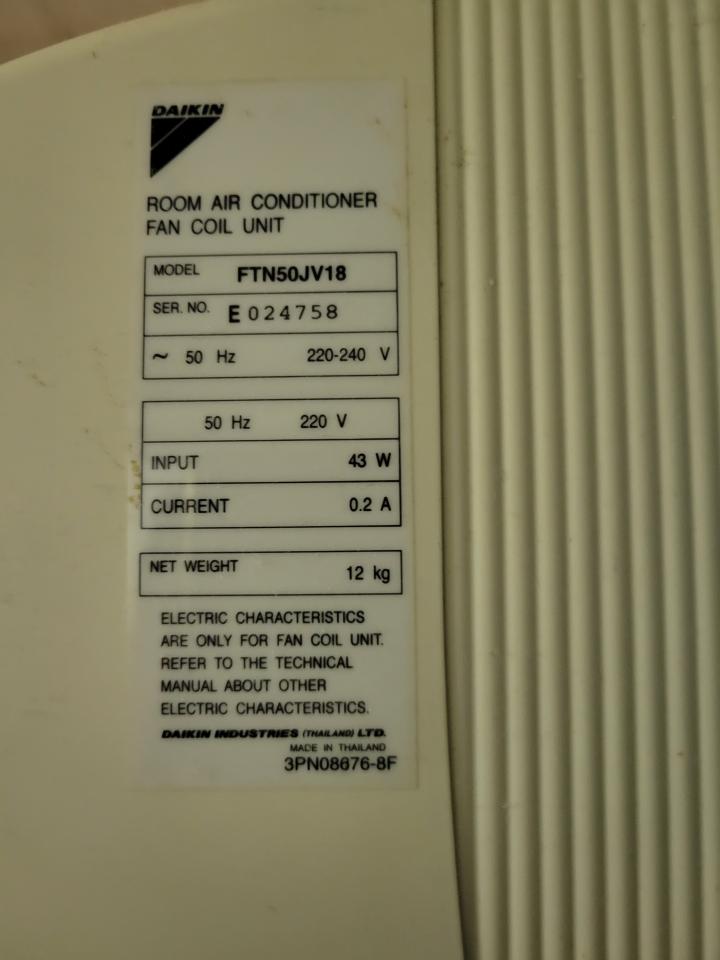 DAIKIN
ROOM AIR CONDITIONER
FAN COIL UNIT
MODEL FTN50JV18
SER. NO. E024758
~ 50 Hz 220-240 V
50 Hz 220 V
INPUT 43 W
CURRENT 0.2 A
NET WEIGHT 12 kg
ELECTRIC CHARACTERISTICS
ARE ONLY FOR FAN COIL UNIT.
REFER TO THE TECHNICAL
MANUAL ABOUT OTHER
ELECTRIC CHARACTERISTICS.
DAIKIN INDUSTRIES (THAILAND) LTD.
MADE IN THAILAND
3PN08676-8F